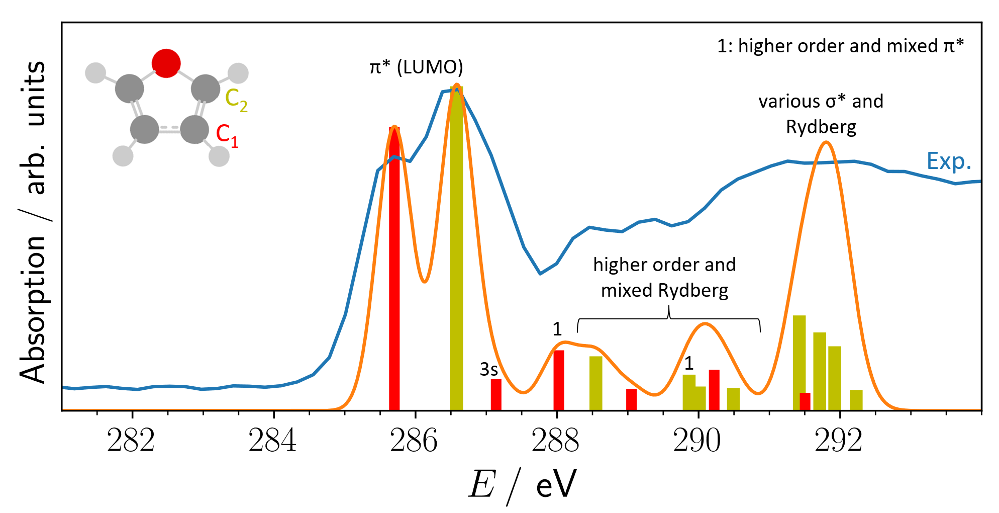 1: higher order and mixed π*
π* (LUMO)
various σ* and
Rydberg
C₂
C₁
Exp.
higher order and
mixed Rydberg
1
3s
1
Absorption / arb. units
282 284 286 288 290 292
E / eV